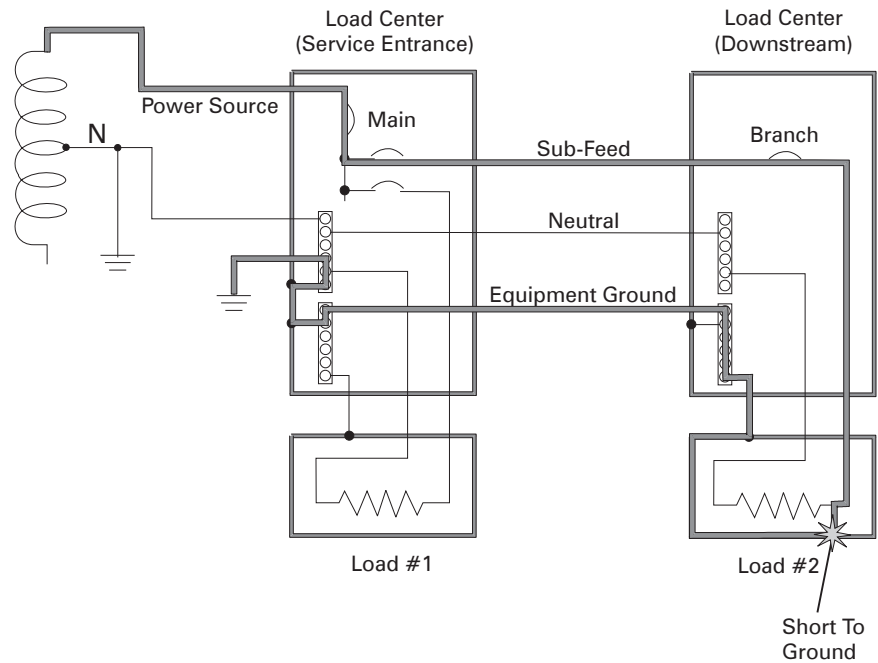 Load Center
(Service Entrance)
Load Center
(Downstream)
Power Source
Main
N
Sub-Feed
Branch
Neutral
Equipment Ground
Load #1
Load #2
Short To
Ground